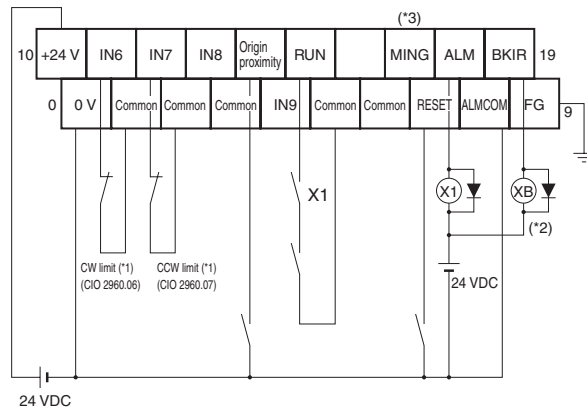 (*3)
10 +24 V IN6 IN7 IN8 Origin proximity RUN MING ALM BKIR 19
0 0 V Common Common Common IN9 Common Common RESET ALMCOM FG 9
X1 X1 XB
(*2)
CW limit (*1)
(CIO 2960.06)
CCW limit (*1)
(CIO 2960.07)
24 VDC
24 VDC